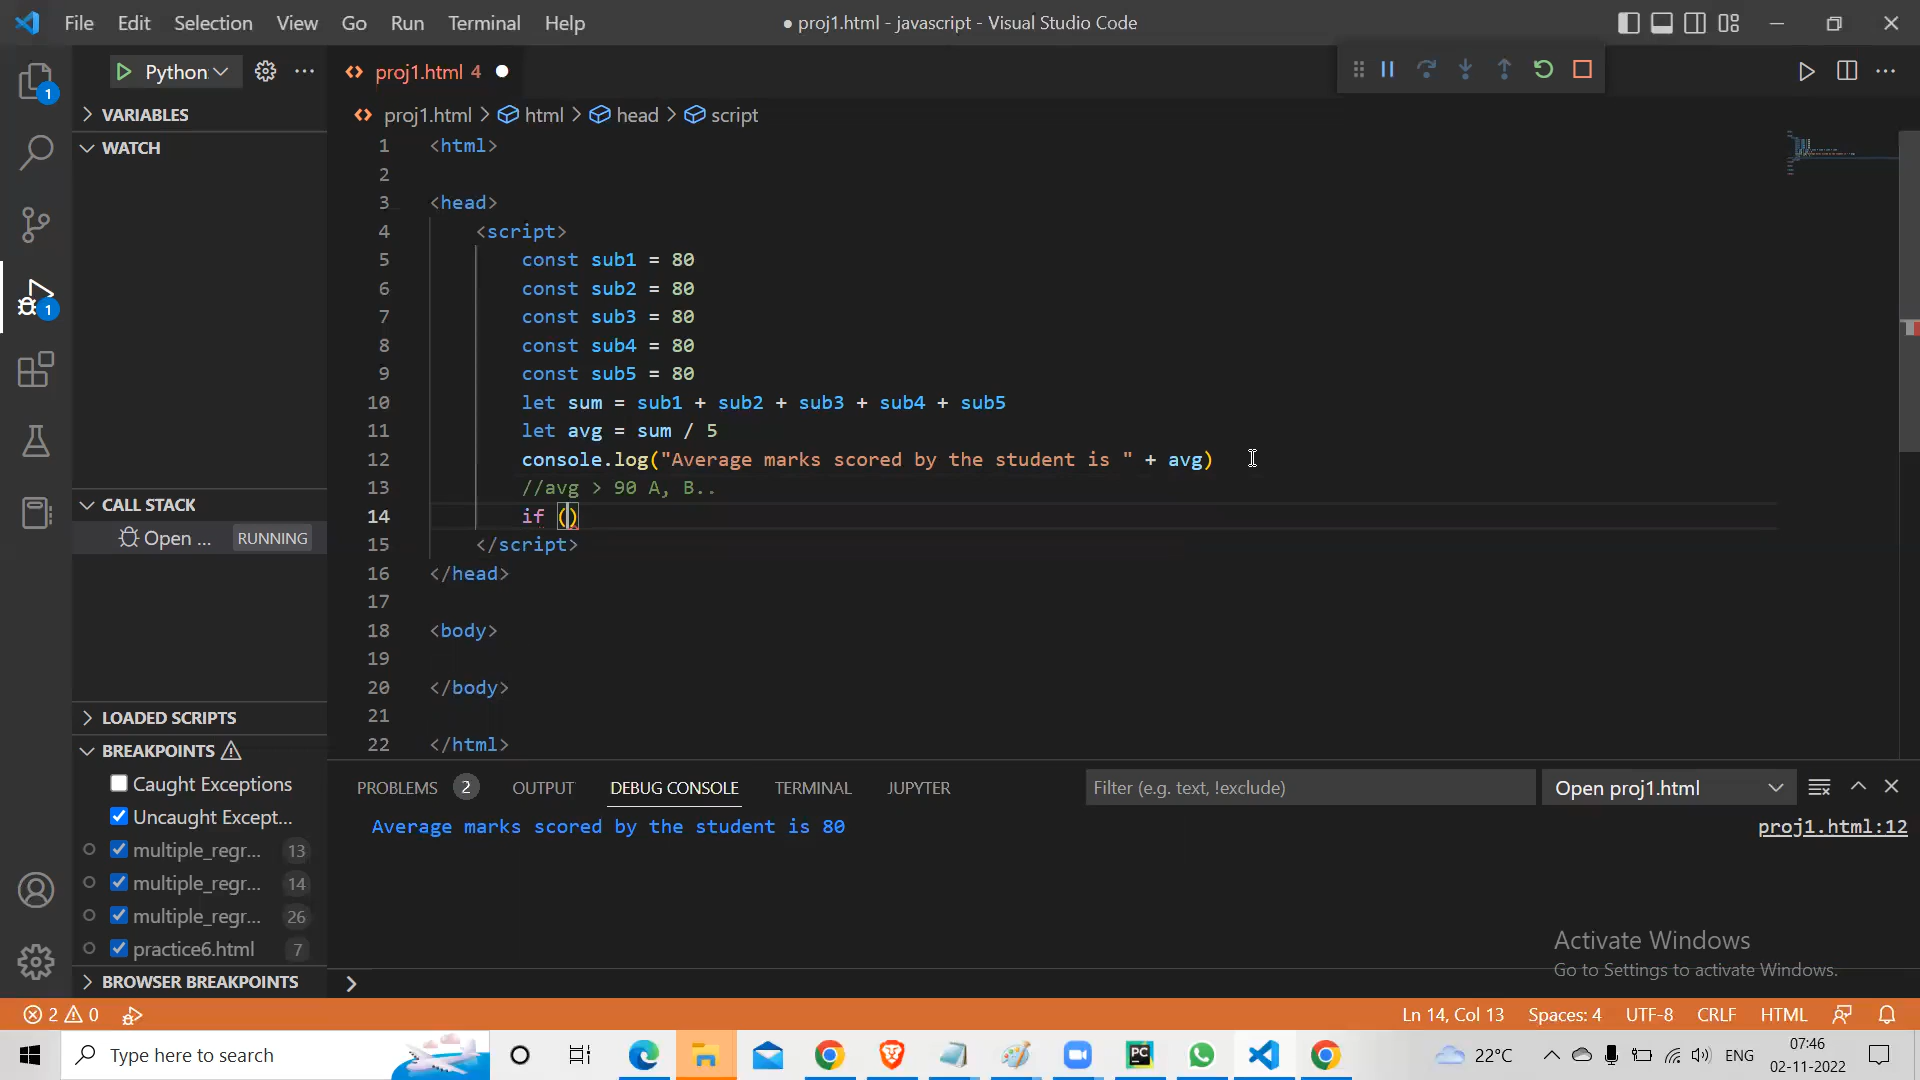 File Edit Selection View Go Run Terminal Help
● proj1.html - javascript - Visual Studio Code
Python
proj1.html 4
proj1.html > html > head > script
VARIABLES
WATCH
CALL STACK
Open ... RUNNING
LOADED SCRIPTS
BREAKPOINTS
Caught Exceptions
Uncaught Except...
multiple_regr... 13
multiple_regr... 14
multiple_regr... 26
practice6.html 7
BROWSER BREAKPOINTS
1
1
1 <html>
2
3 <head>
4 <script>
5 const sub1 = 80
6 const sub2 = 80
7 const sub3 = 80
8 const sub4 = 80
9 const sub5 = 80
10 let sum = sub1 + sub2 + sub3 + sub4 + sub5
11 let avg = sum / 5
12 console.log("Average marks scored by the student is " + avg)
13 //avg > 90 A, B..
14 if ()
15 </script>
16 </head>
17
18 <body>
19
20 </body>
21
22 </html>
PROBLEMS 2 OUTPUT DEBUG CONSOLE TERMINAL JUPYTER
Filter (e.g. text, !exclude)
Open proj1.html
Average marks scored by the student is 80 proj1.html:12
>
Activate Windows
Go to Settings to activate Windows.
2 0
Ln 14, Col 13 Spaces: 4 UTF-8 CRLF HTML
Type here to search
22°C
ENG
07:46
02-11-2022